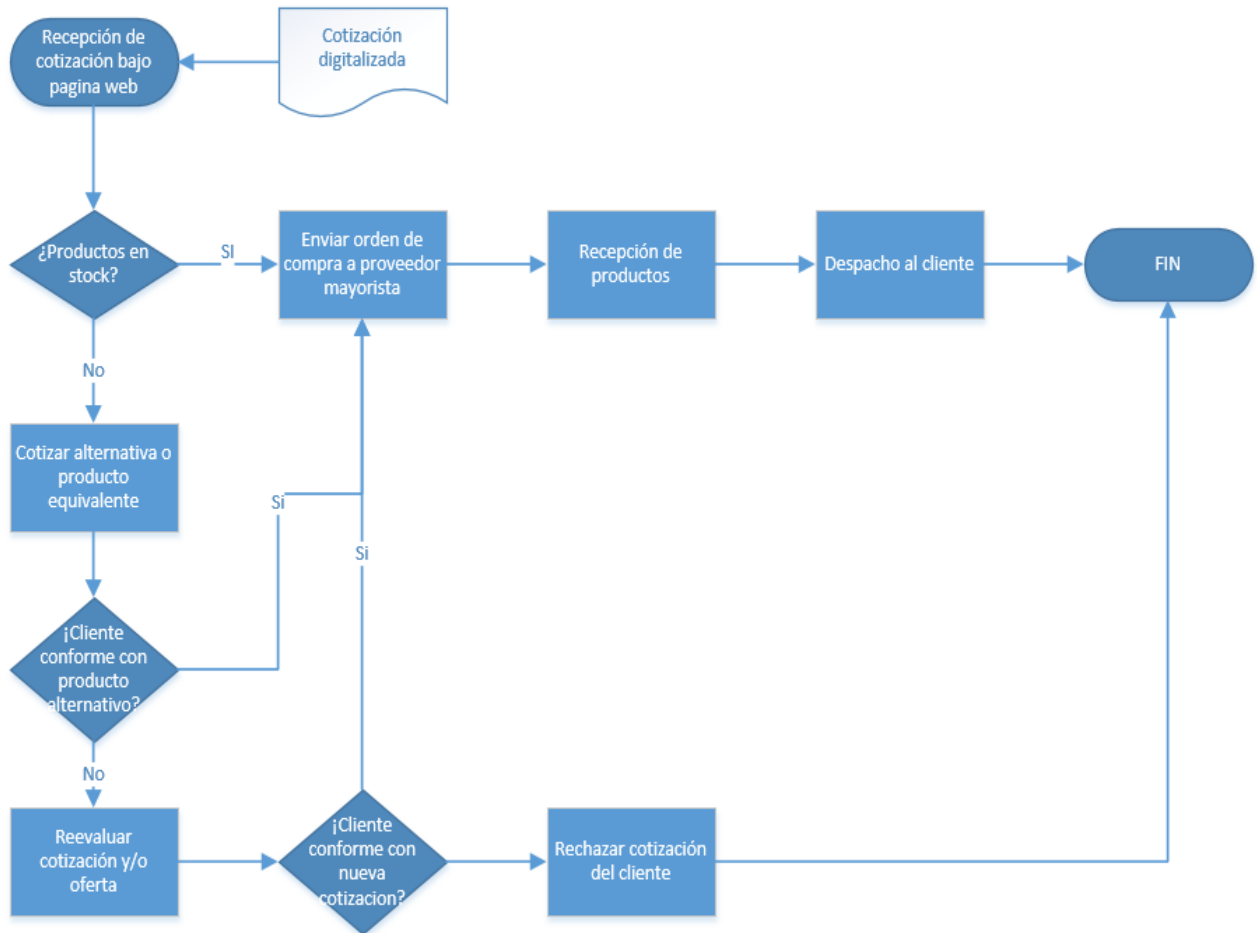 Recepción de
cotización bajo
pagina web
Cotización
digitalizada
¿Productos en
stock?
SI
Enviar orden de
compra a proveedor
mayorista
Recepción de
productos
Despacho al cliente
FIN
No
Cotizar alternativa o
producto
equivalente
Si
Si
¡Cliente
conforme con
producto
alternativo?
No
Reevaluar
cotización y/o
oferta
¡Cliente
conforme con
nueva
cotizacion?
Rechazar cotización
del cliente